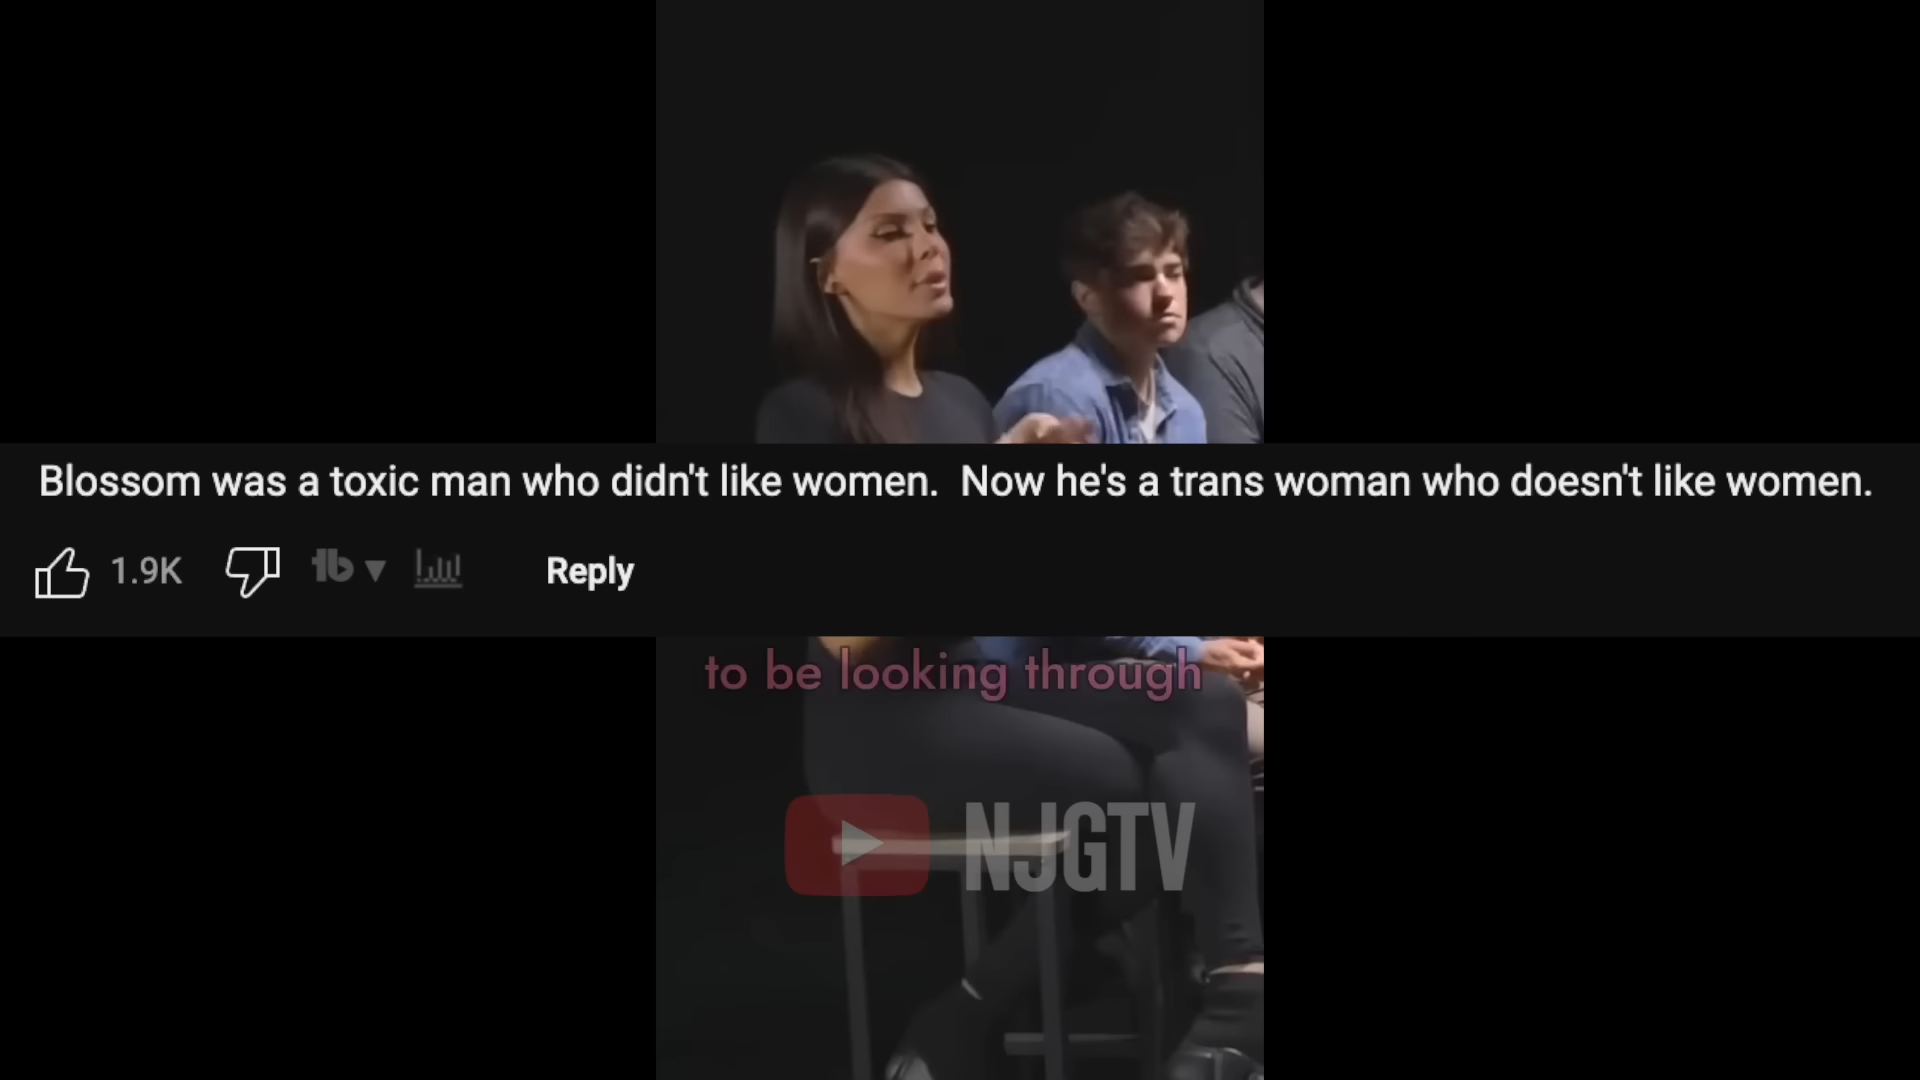 Blossom was a toxic man who didn't like women.  Now he's a trans woman who doesn't like women.
1.9K
tb
Reply
to be looking through
NJGTV